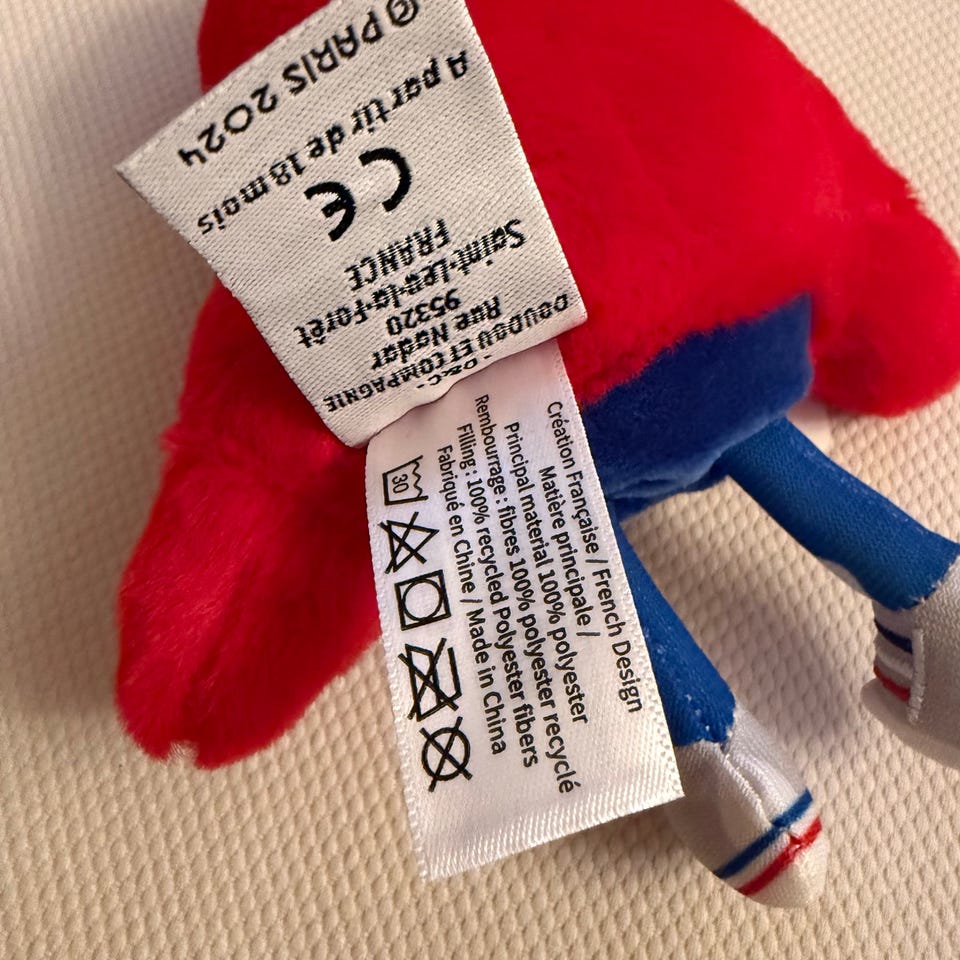 - D&C -
DOUDOU ET COMPAGNIE
Rue Nadar
95320
Saint-Leu-la-Forêt
FRANCE
CE
A partir de 18 mois
© PARIS 2024
Création Française / French Design
Matière principale /
Principal material 100% polyester
Rembourrage : fibres 100% polyester recyclé
Filling : 100% recycled Polyester fibers
Fabriqué en Chine / Made in China
30